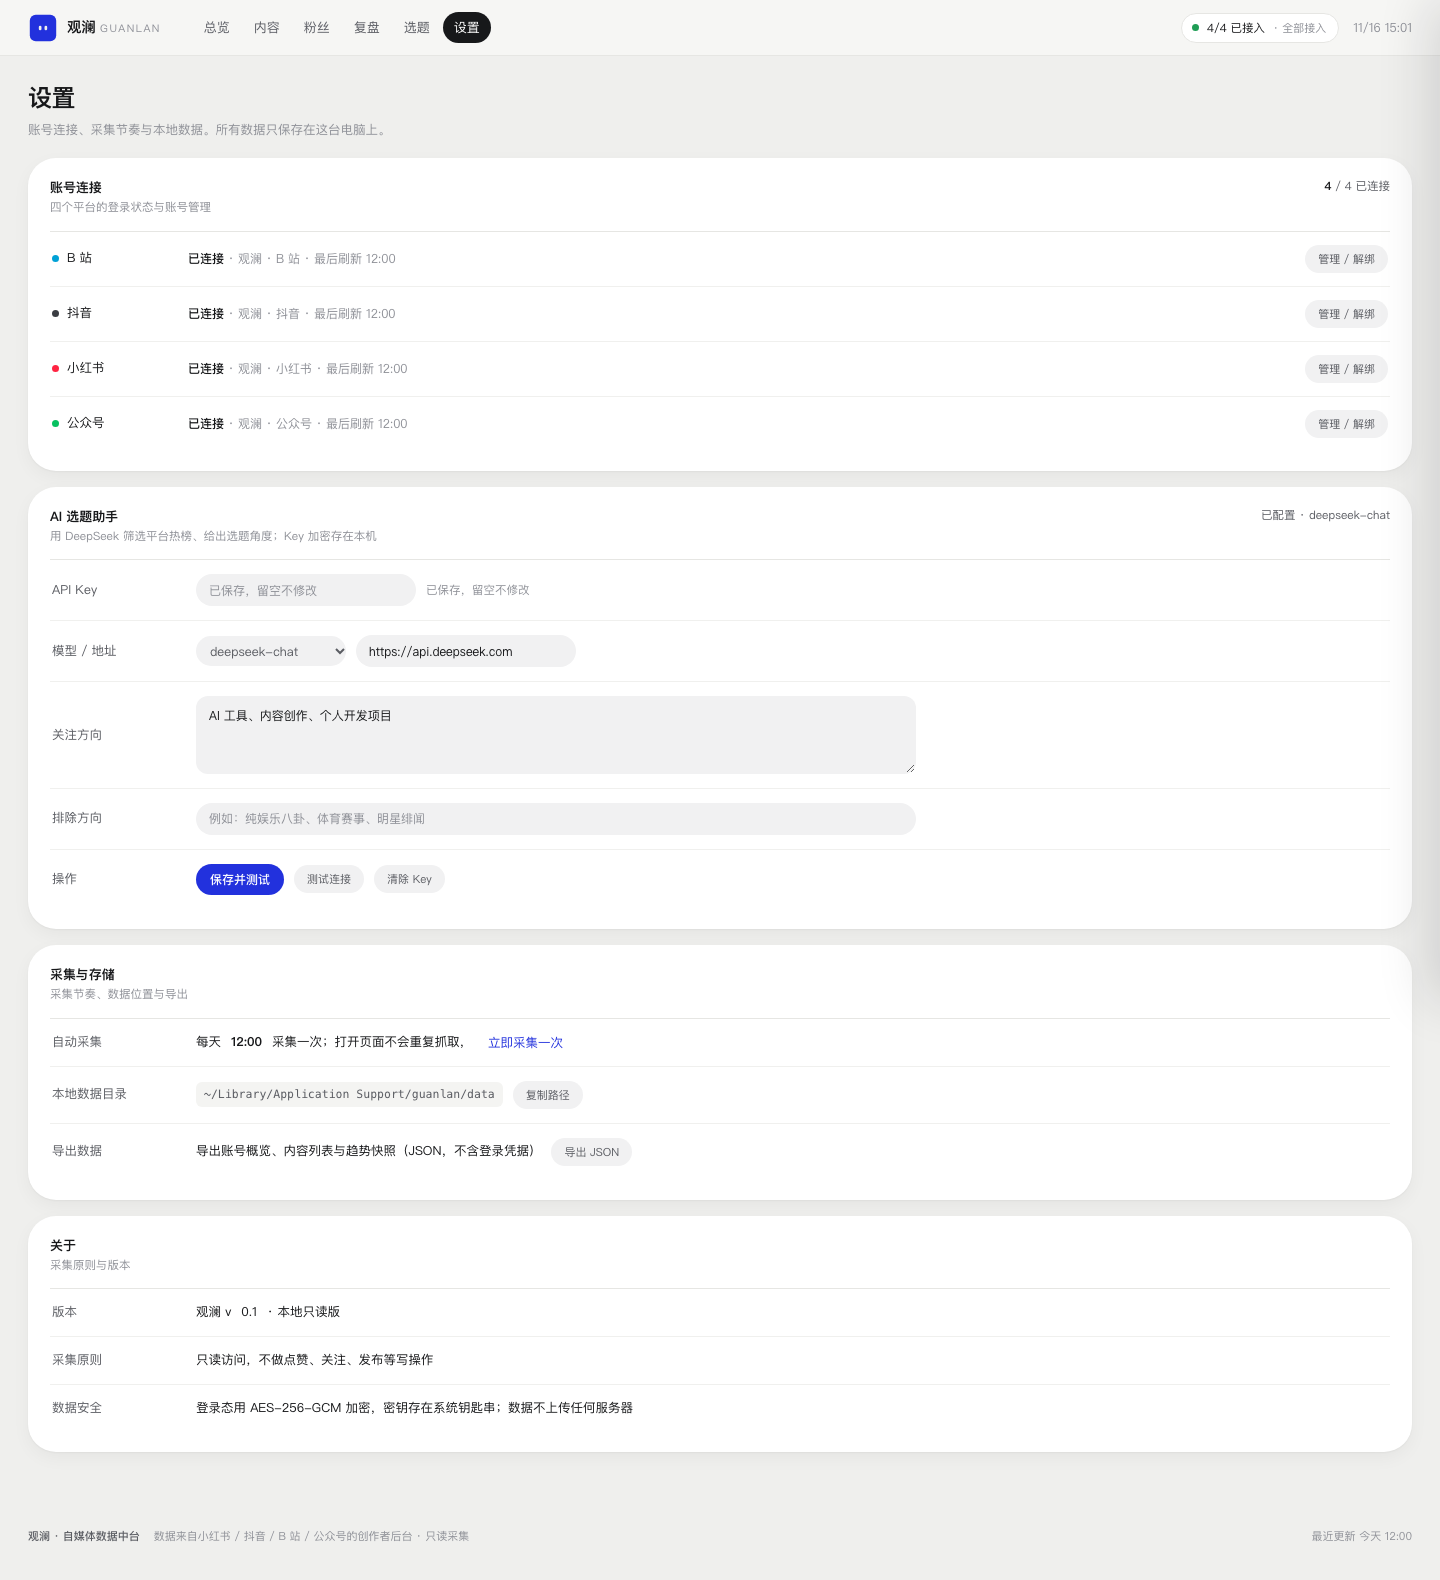 观澜 GUANLAN 总览 内容 粉丝 复盘 选题 设置 4/4 已接入 · 全部接入 11/16 15:01
设置
账号连接、采集节奏与本地数据。所有数据只保存在这台电脑上。
账号连接 4 / 4 已连接
四个平台的登录状态与账号管理
B 站 已连接 · 观澜 · B 站 · 最后刷新 12:00 管理 / 解绑
抖音 已连接 · 观澜 · 抖音 · 最后刷新 12:00 管理 / 解绑
小红书 已连接 · 观澜 · 小红书 · 最后刷新 12:00 管理 / 解绑
公众号 已连接 · 观澜 · 公众号 · 最后刷新 12:00 管理 / 解绑
AI 选题助手 已配置 · deepseek-chat
用 DeepSeek 筛选平台热榜、给出选题角度；Key 加密存在本机
API Key 已保存，留空不修改 已保存，留空不修改
模型 / 地址 deepseek-chat https://api.deepseek.com
关注方向 AI 工具、内容创作、个人开发项目
排除方向 例如：纯娱乐八卦、体育赛事、明星绯闻
操作 保存并测试 测试连接 清除 Key
采集与存储
采集节奏、数据位置与导出
自动采集 每天 12:00 采集一次；打开页面不会重复抓取， 立即采集一次
本地数据目录 ~/Library/Application Support/guanlan/data 复制路径
导出数据 导出账号概览、内容列表与趋势快照（JSON，不含登录凭据） 导出 JSON
关于
采集原则与版本
版本 观澜 v 0.1 · 本地只读版
采集原则 只读访问，不做点赞、关注、发布等写操作
数据安全 登录态用 AES-256-GCM 加密，密钥存在系统钥匙串；数据不上传任何服务器
观澜 · 自媒体数据中台 数据来自小红书 / 抖音 / B 站 / 公众号的创作者后台 · 只读采集 最近更新 今天 12:00